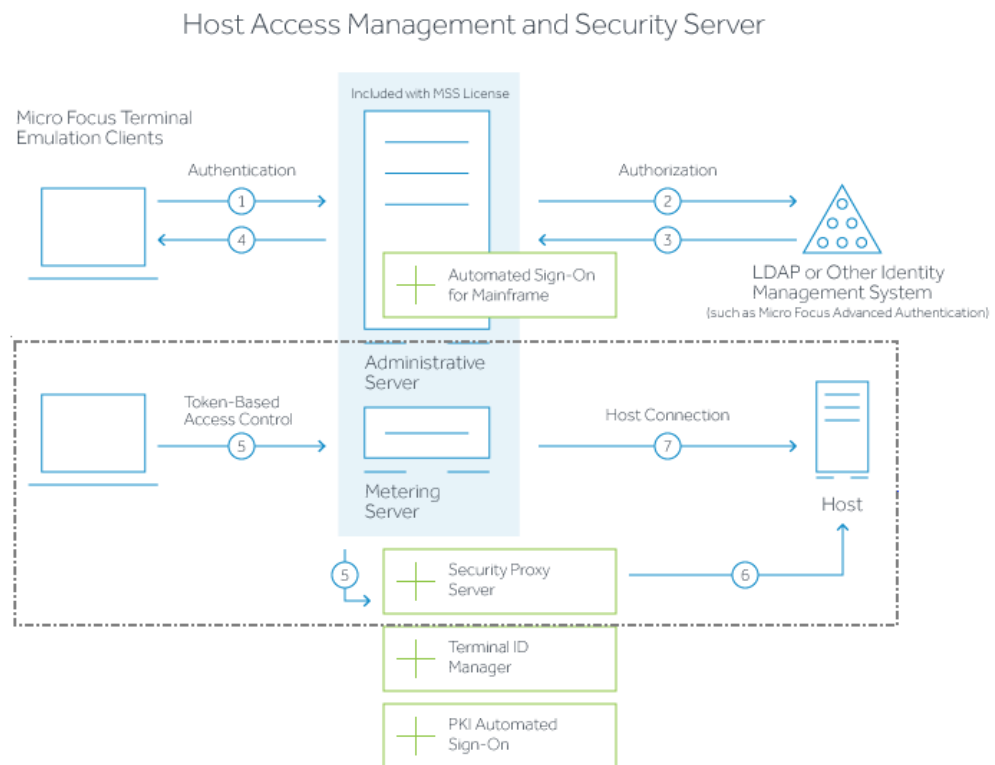 Host Access Management and Security Server
Included with MSS License
Micro Focus Terminal
Emulation Clients
Authentication
1
4
Authorization
2
3
Automated Sign-On
for Mainframe
LDAP or Other Identity
Management System
(such as Micro Focus Advanced Authentication)
Administrative
Server
Token-Based
Access Control
5
Host Connection
7
Metering
Server
Host
5
Security Proxy
Server
6
Terminal ID
Manager
PKI Automated
Sign-On